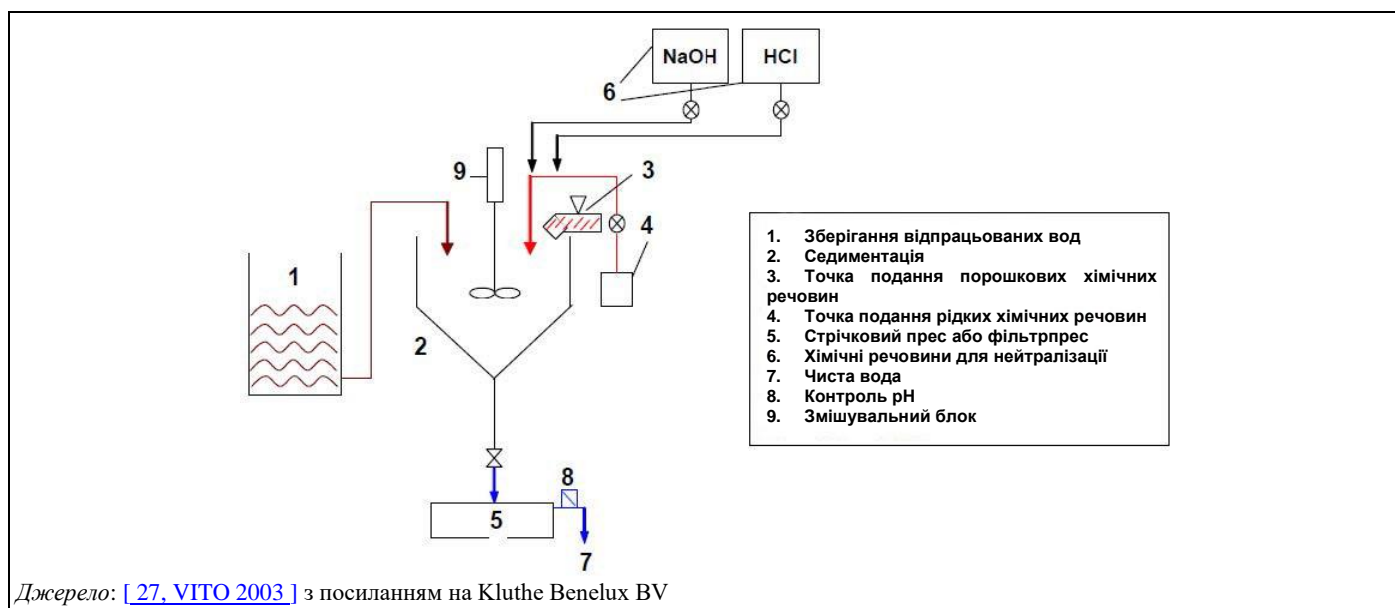 NaOH
HCl
6
9
3
4
1
2
8
5
7
1. Зберігання відпрацьованих вод
2. Седиментація
3. Точка подання порошкових хімічних
речовин
4. Точка подання рідких хімічних речовин
5. Стрічковий прес або фільтрпрес
6. Хімічні речовини для нейтралізації
7. Чиста вода
8. Контроль pH
9. Змішувальний блок
Джерело: [ 27, VITO 2003 ] з посиланням на Kluthe Benelux BV